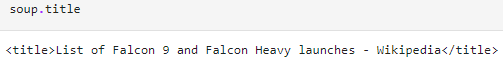 soup.title
<title>List of Falcon 9 and Falcon Heavy launches - Wikipedia</title>